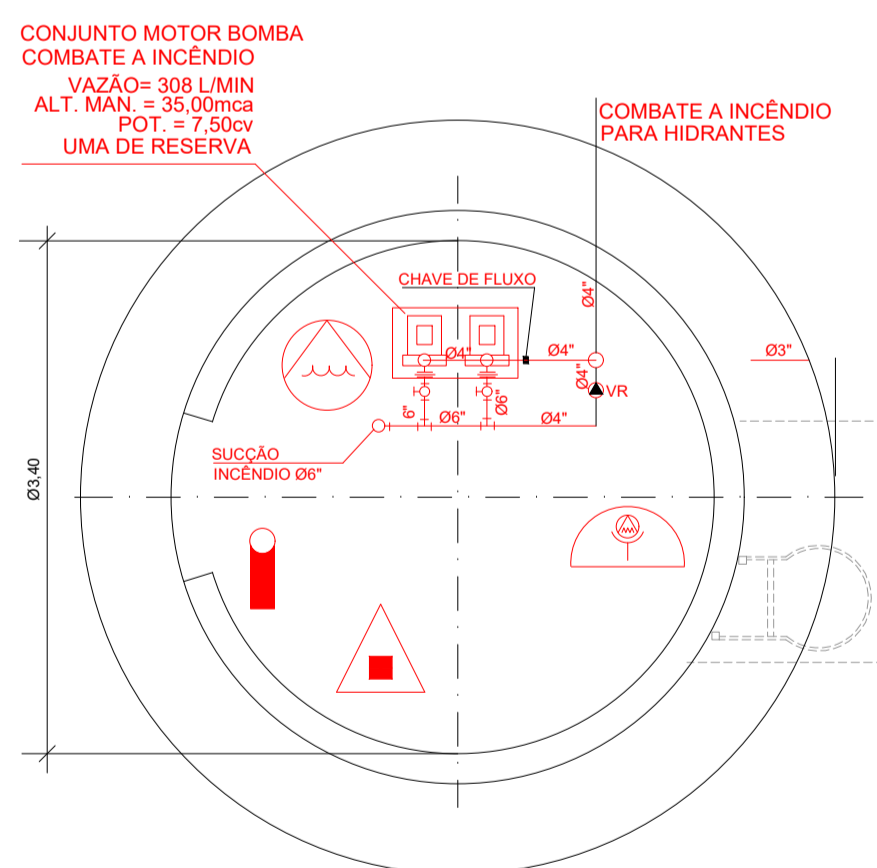 CONJUNTO MOTOR BOMBA
COMBATE A INCÊNDIO
VAZÃO= 308 L/MIN
ALT. MAN. = 35,00mca
POT. = 7,50cv
UMA DE RESERVA
COMBATE A INCÊNDIO
PARA HIDRANTES
CHAVE DE FLUXO
Ø4"
Ø4"
Ø4"
Ø3"
Ø4"
VR
6"
Ø6"
Ø6"
Ø4"
SUCÇÃO
INCÊNDIO Ø6"
Ø3,40